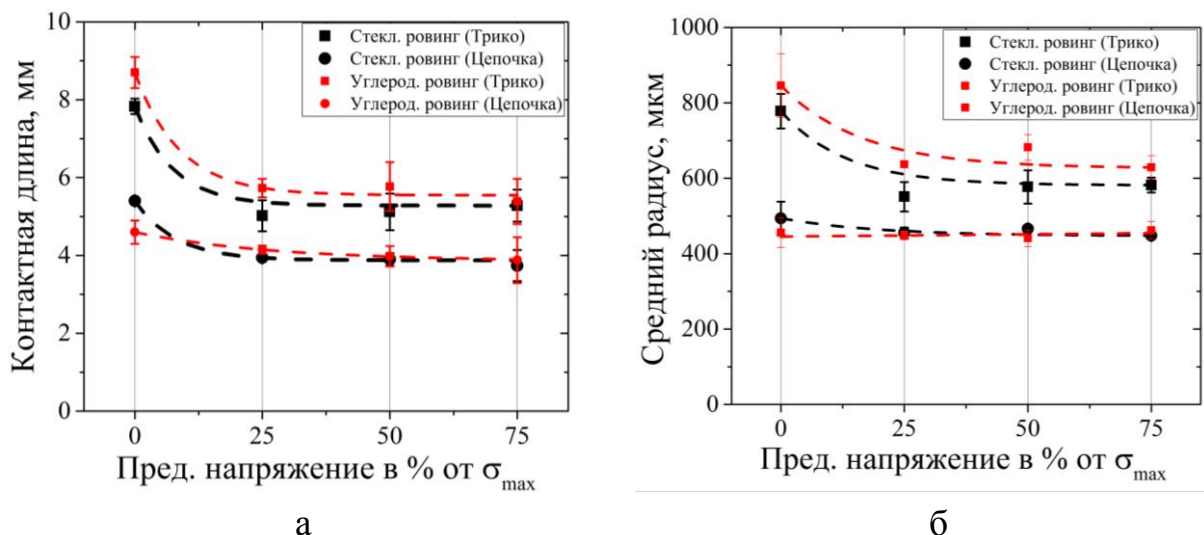 Контактная длина, мм
10
8
6
4
2
0
Стекл. ровинг (Трико)
Стекл. ровинг (Цепочка)
Углерод. ровинг (Трико)
Углерод. ровинг (Цепочка)
0 25 50 75
Пред. напряжение в % от σmax
а
Средний радиус, мкм
1000
800
600
400
200
0
Стекл. ровинг (Трико)
Стекл. ровинг (Цепочка)
Углерод. ровинг (Трико)
Углерод. ровинг (Цепочка)
0 25 50 75
Пред. напряжение в % от σmax
б